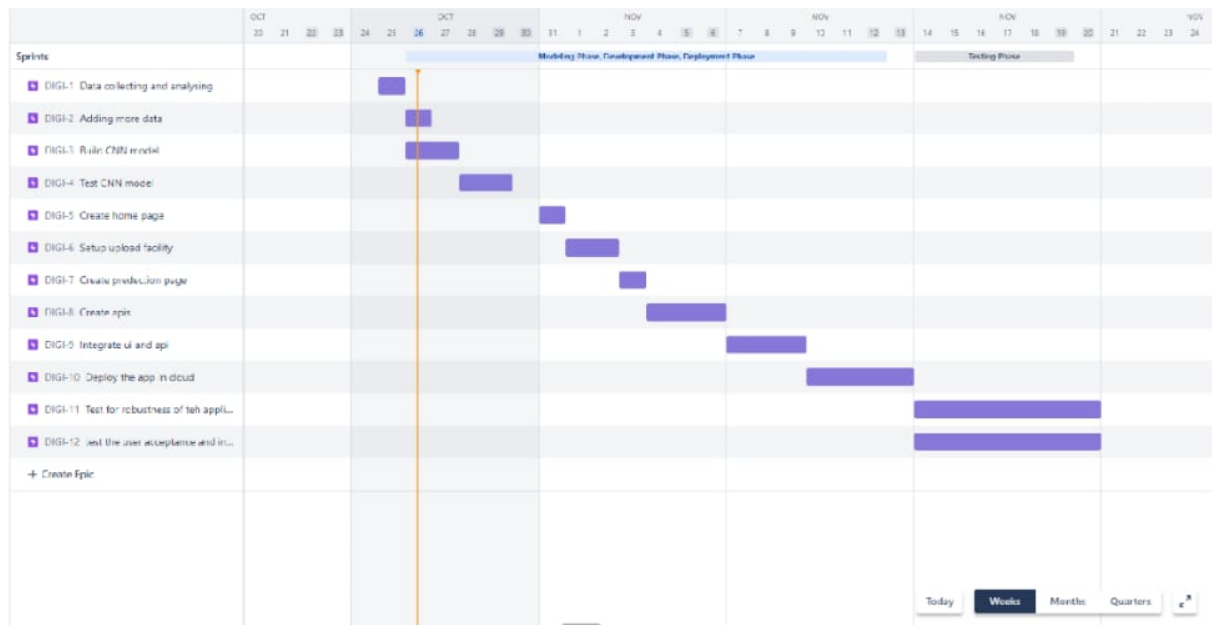 OCT OCT NOV NOV NOV NOV
20 21 22 23 24 25 26 27 28 29 30 31 1 2 3 4 5 6 7 8 9 10 11 12 13 14 15 16 17 18 19 20 21 22 23 24
Sprints Modeling Phase, Development Phase, Deployment Phase Testing Phase
DIGI-1 Data collecting and analysing
DIGI-2 Adding more data
DIGI-3 Build CNN model
DIGI-4 Test CNN model
DIGI-5 Create home page
DIGI-6 Setup upload facility
DIGI-7 Create predection page
DIGI-8 Create apis
DIGI-9 Integrate ui and api
DIGI-10 Deploy the app in cloud
DIGI-11 Test for robustness of teh appli...
DIGI-12 test the user acceptance and in...
+ Create Epic
Today Weeks Months Quarters